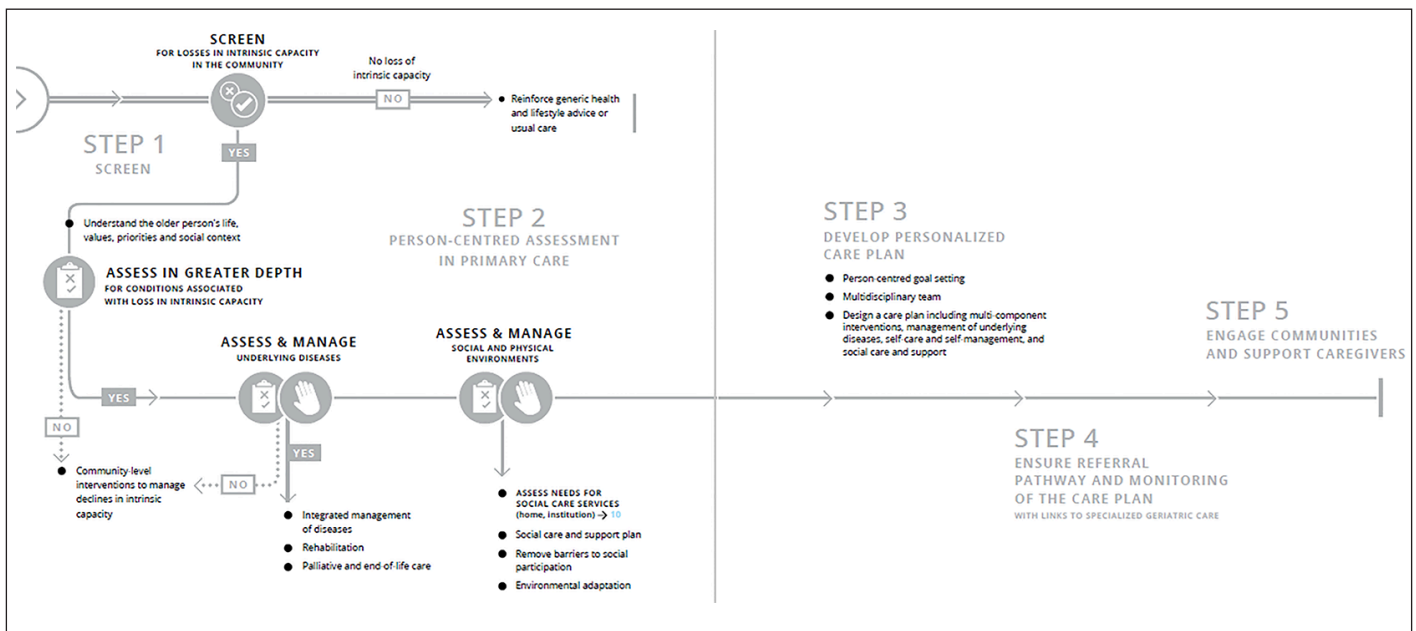 SCREEN
FOR LOSSES IN INTRINSIC CAPACITY
IN THE COMMUNITY
No loss of
intrinsic capacity
NO
Reinforce generic health
and lifestyle advice or
usual care
STEP 1
SCREEN
YES
Understand the older person's life,
values, priorities and social context
STEP 2
PERSON-CENTRED ASSESSMENT
IN PRIMARY CARE
ASSESS IN GREATER DEPTH
FOR CONDITIONS ASSOCIATED
WITH LOSS IN INTRINSIC CAPACITY
ASSESS & MANAGE
UNDERLYING DISEASES
ASSESS & MANAGE
SOCIAL AND PHYSICAL
ENVIRONMENTS
YES
NO
Community-level
interventions to manage
declines in intrinsic
capacity
NO
YES
Integrated management
of diseases
Rehabilitation
Palliative and end-of-life care
ASSESS NEEDS FOR
SOCIAL CARE SERVICES
(home, institution) → 10
Social care and support plan
Remove barriers to social
participation
Environmental adaptation
STEP 3
DEVELOP PERSONALIZED
CARE PLAN
Person-centred goal setting
Multidisciplinary team
Design a care plan including multi-component
interventions, management of underlying
diseases, self-care and self-management, and
social care and support
STEP 4
ENSURE REFERRAL
PATHWAY AND MONITORING
OF THE CARE PLAN
WITH LINKS TO SPECIALIZED GERIATRIC CARE
STEP 5
ENGAGE COMMUNITIES
AND SUPPORT CAREGIVERS